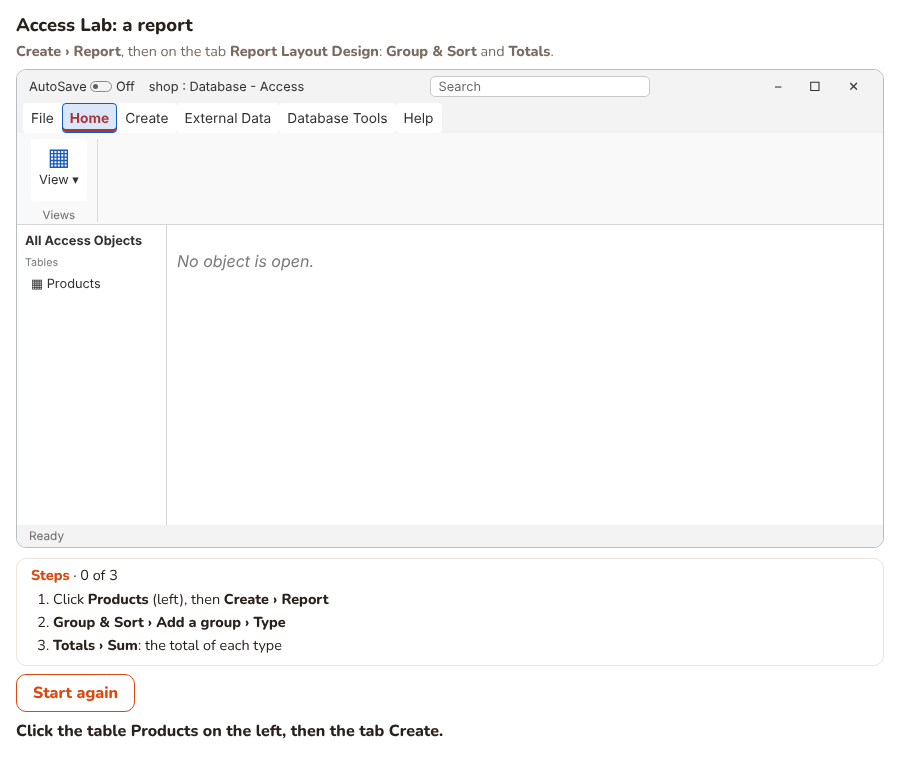 Access Lab: a report
Create › Report, then on the tab Report Layout Design: Group & Sort and Totals.
AutoSave Off shop : Database - Access Search
File Home Create External Data Database Tools Help
View ▾
Views
All Access Objects
Tables
Products
No object is open.
Ready
Steps · 0 of 3
1. Click Products (left), then Create › Report
2. Group & Sort › Add a group › Type
3. Totals › Sum: the total of each type
Start again
Click the table Products on the left, then the tab Create.